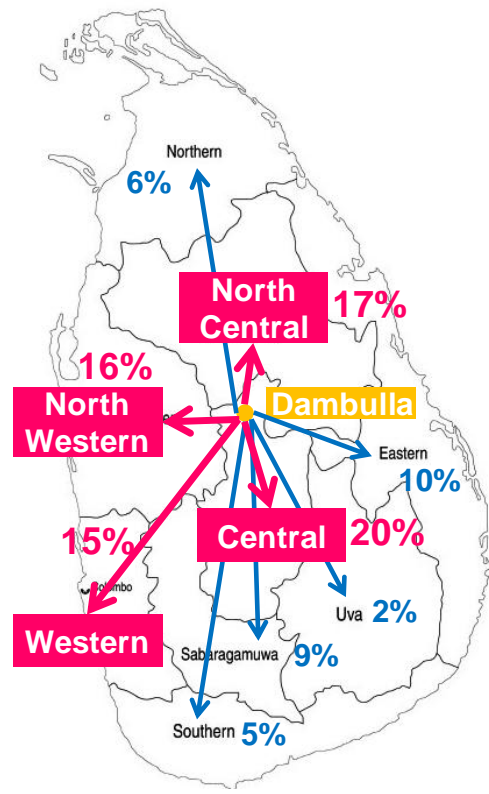 Northern
6%
North
Central
17%
16%
North
Western
Dambulla
Eastern
10%
15%
Central
20%
Colombo
Uva
2%
Western
Sabaragamuwa
9%
Southern
5%